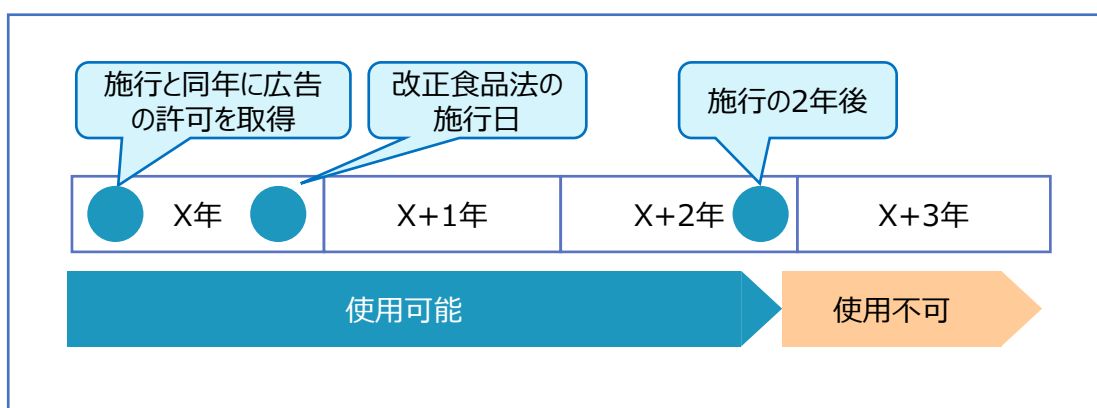 施行と同年に広告
の許可を取得
改正食品法の
施行日
施行の2年後
X年
X+1年
X+2年
X+3年
使用可能
使用不可